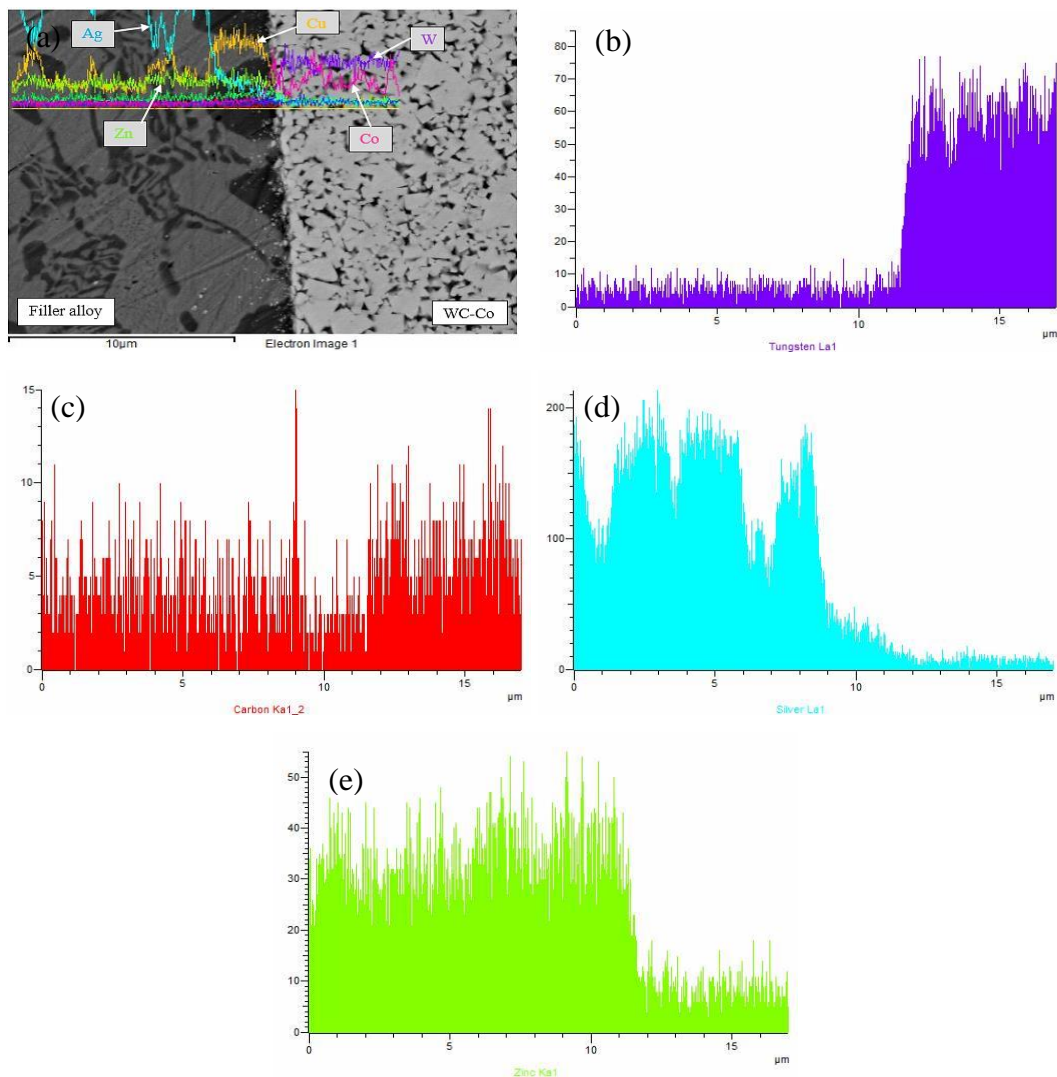 (a)
Ag
Cu
W
Zn
Co
Filler alloy
WC-Co
10µm
Electron Image 1
(b)
85
80
70
60
50
40
30
20
10
0
0
5
10
15
µm
Tungsten La1
(c)
15
10
5
0
0
5
10
15
µm
Carbon Ka1_2
(d)
200
100
0
0
5
10
15
µm
Silver La1
(e)
50
40
30
20
10
0
0
5
10
15
µm
Zinc Ka1